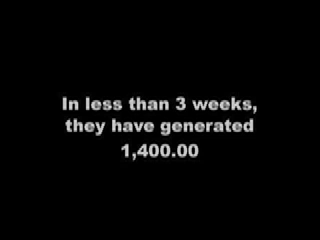 In less than 3 weeks,
they have generated
1,400.00